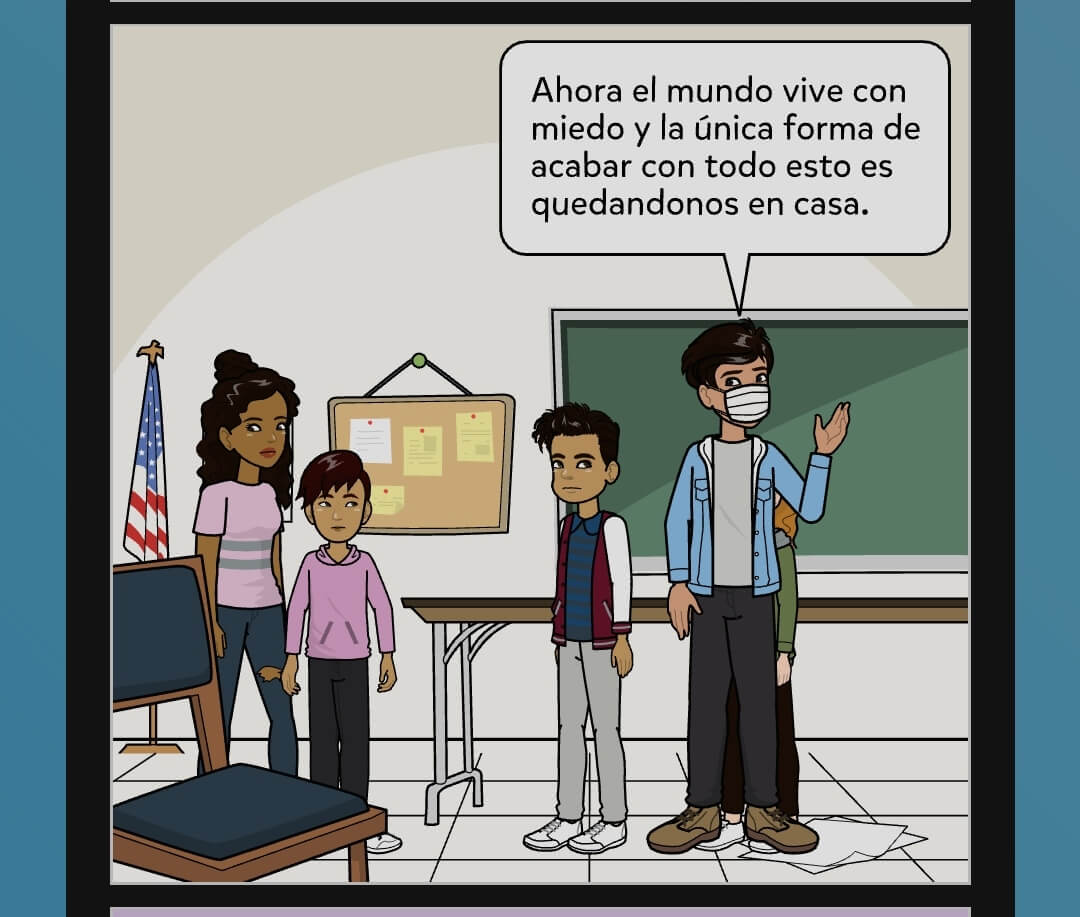 Ahora el mundo vive con
miedo y la única forma de
acabar con todo esto es
quedandonos en casa.